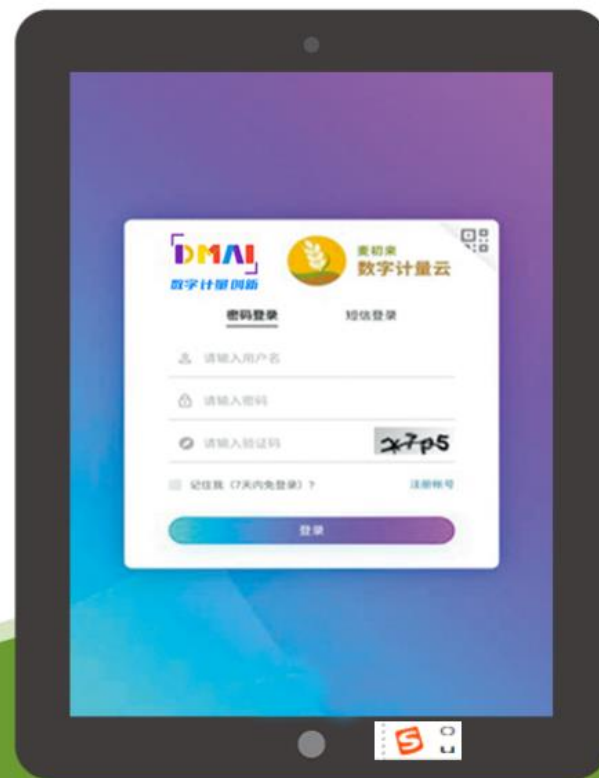 DMAI
数字计量创新
麦初来
数字计量云
密码登录
短信登录
请输入用户名
请输入密码
请输入验证码
x7p5
记住我（7天内免登录）？
注册帐号
登录
S